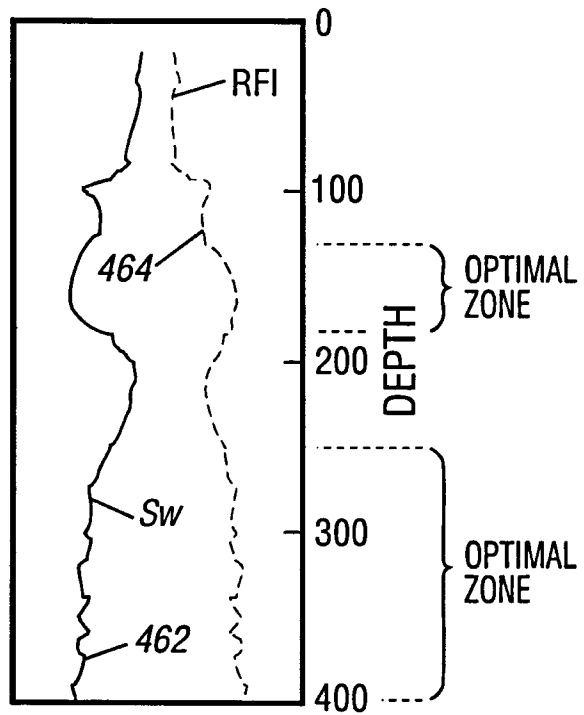 0
RFI
100
464
OPTIMAL
ZONE
200
DEPTH
Sw
300
OPTIMAL
ZONE
462
400